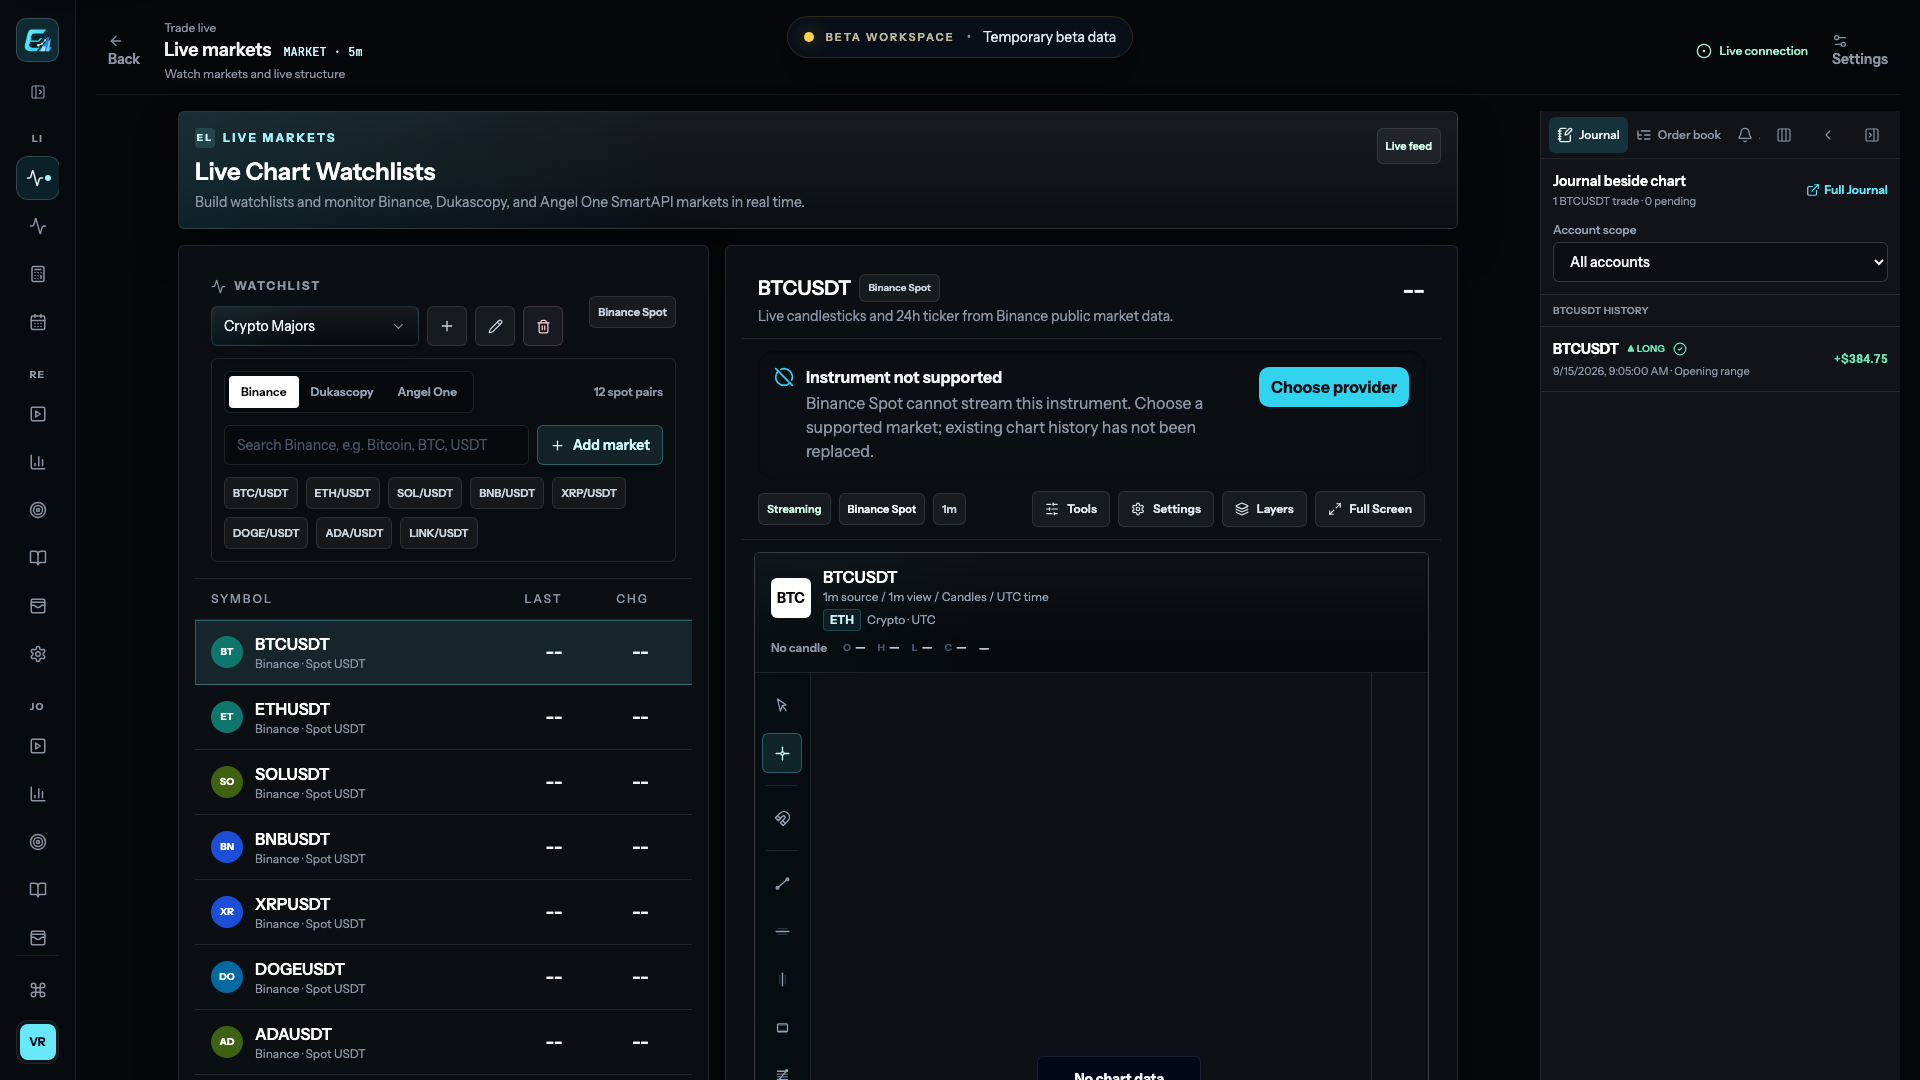 Back
Trade live
Live markets MARKET · 5m
Watch markets and live structure
BETA WORKSPACE · Temporary beta data
Live connection
Settings
LI
RE
JO
VR
EL LIVE MARKETS
Live Chart Watchlists
Build watchlists and monitor Binance, Dukascopy, and Angel One SmartAPI markets in real time.
Live feed
WATCHLIST
Crypto Majors
Binance Spot
Binance Dukascopy Angel One 12 spot pairs
Search Binance, e.g. Bitcoin, BTC, USDT
+ Add market
BTC/USDT ETH/USDT SOL/USDT BNB/USDT XRP/USDT
DOGE/USDT ADA/USDT LINK/USDT
SYMBOL LAST CHG
BT BTCUSDT -- --
Binance · Spot USDT
ET ETHUSDT -- --
Binance · Spot USDT
SO SOLUSDT -- --
Binance · Spot USDT
BN BNBUSDT -- --
Binance · Spot USDT
XR XRPUSDT -- --
Binance · Spot USDT
DO DOGEUSDT -- --
Binance · Spot USDT
AD ADAUSDT -- --
Binance · Spot USDT
BTCUSDT Binance Spot --
Live candlesticks and 24h ticker from Binance public market data.
Instrument not supported
Binance Spot cannot stream this instrument. Choose a
supported market; existing chart history has not been
replaced.
Choose provider
Streaming Binance Spot 1m Tools Settings Layers Full Screen
BTC
BTCUSDT
1m source / 1m view / Candles / UTC time
ETH Crypto · UTC
No candle O — H — L — C — —
No chart data
Journal Order book
Journal beside chart
1 BTCUSDT trade · 0 pending
Full Journal
Account scope
All accounts
BTCUSDT HISTORY
BTCUSDT ▲ LONG
+$384.75
9/15/2026, 9:05:00 AM · Opening range